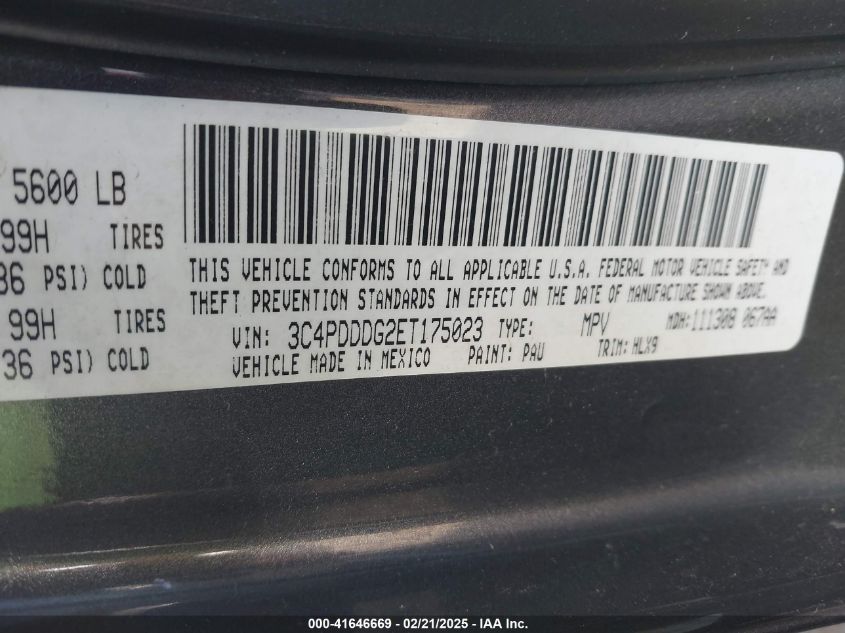 5600 LB
99H TIRES
36 PSI) COLD
99H TIRES
36 PSI) COLD
THIS VEHICLE CONFORMS TO ALL APPLICABLE U.S.A. FEDERAL MOTOR VEHICLE SAFETY AND
THEFT PREVENTION STANDARDS IN EFFECT ON THE DATE OF MANUFACTURE SHOWN ABOVE.
VIN: 3C4PDDDG2ET175023 TYPE: MPV MDH:111308 067AA
VEHICLE MADE IN MEXICO PAINT: PAU TRIM: HLX9
000-41646669 - 02/21/2025 - IAA Inc.